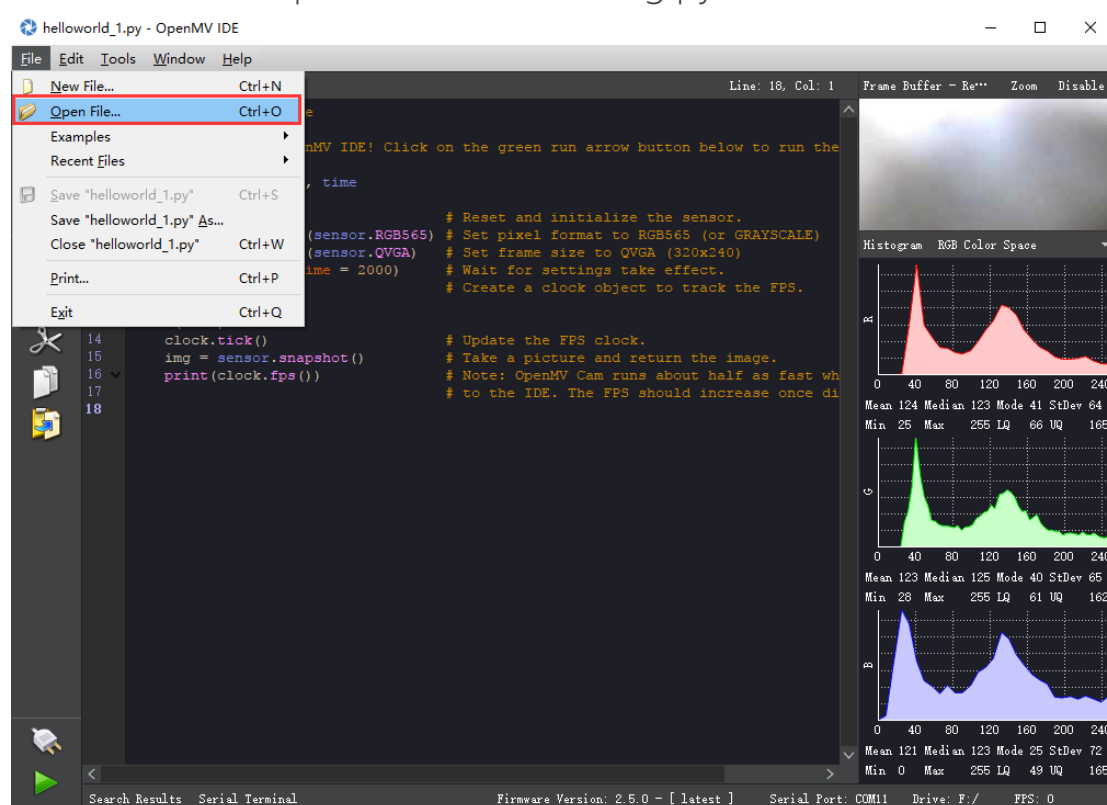 helloworld_1.py - OpenMV IDE
File Edit Tools Window Help
New File... Ctrl+N
Open File... Ctrl+O
Examples
Recent Files
Save "helloworld_1.py" Ctrl+S
Save "helloworld_1.py" As...
Close "helloworld_1.py" Ctrl+W
Print... Ctrl+P
Exit Ctrl+Q
Line: 18, Col: 1
e
nMV IDE! Click on the green run arrow button below to run the
, time
# Reset and initialize the sensor.
(sensor.RGB565) # Set pixel format to RGB565 (or GRAYSCALE)
(sensor.QVGA) # Set frame size to QVGA (320x240)
ime = 2000) # Wait for settings take effect.
# Create a clock object to track the FPS.
14 clock.tick() # Update the FPS clock.
15 img = sensor.snapshot() # Take a picture and return the image.
16 print(clock.fps()) # Note: OpenMV Cam runs about half as fast wh
17 # to the IDE. The FPS should increase once di
18
Frame Buffer - Re… Zoom Disable
Histogram RGB Color Space
R
0 40 80 120 160 200 240
Mean 124 Median 123 Mode 41 StDev 64
Min 25 Max 255 LQ 66 UQ 165
G
0 40 80 120 160 200 240
Mean 123 Median 125 Mode 40 StDev 65
Min 28 Max 255 LQ 61 UQ 162
B
0 40 80 120 160 200 240
Mean 121 Median 123 Mode 25 StDev 72
Min 0 Max 255 LQ 49 UQ 165
Search Results Serial Terminal Firmware Version: 2.5.0 - [ latest ] Serial Port: COM11 Drive: F:/ FPS: 0